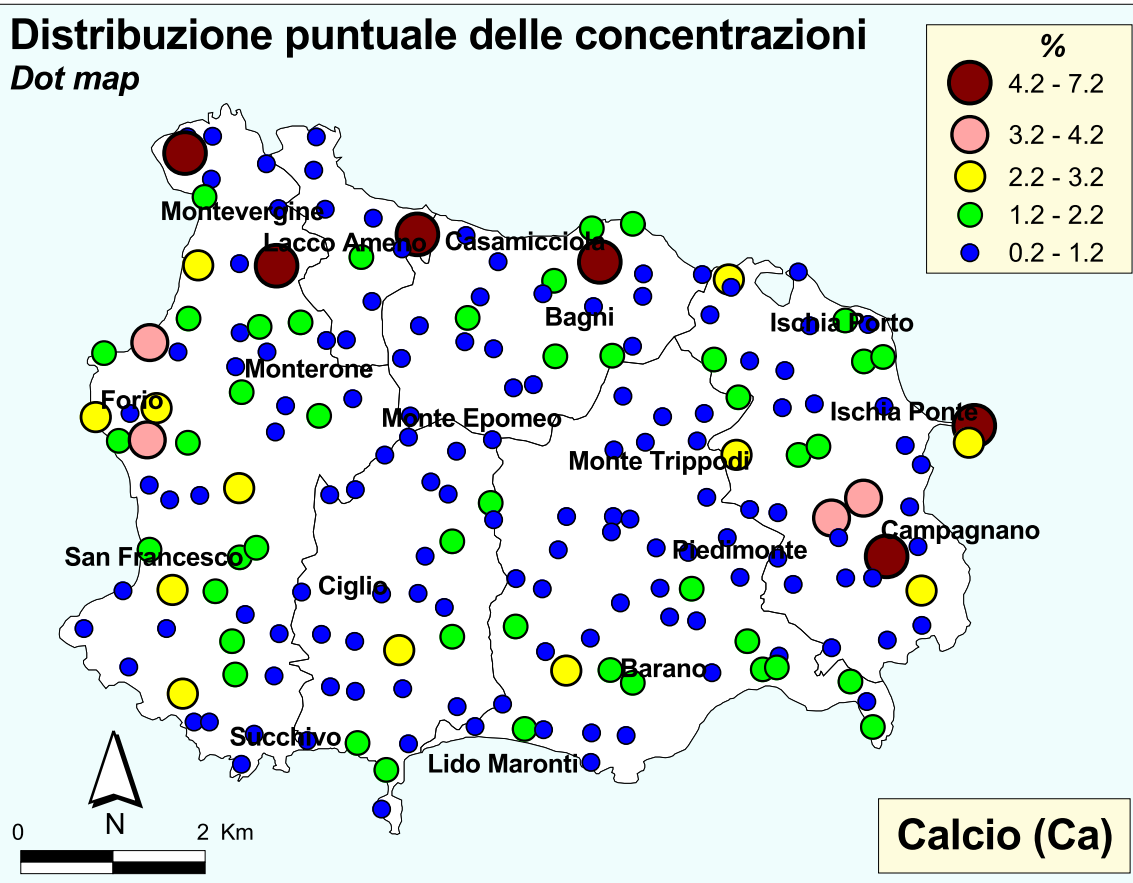 Distribuzione puntuale delle concentrazioni
Dot map
%
4.2 - 7.2
3.2 - 4.2
2.2 - 3.2
1.2 - 2.2
0.2 - 1.2
Montevergine
Lacco Ameno
Casamicciola
Bagni
Ischia Porto
Monterone
Forio
Monte Epomeo
Ischia Ponte
Monte Trippodi
Campagnano
San Francesco
Piedimonte
Ciglio
Barano
Succhivo
Lido Maronti
N
0 2 Km
Calcio (Ca)